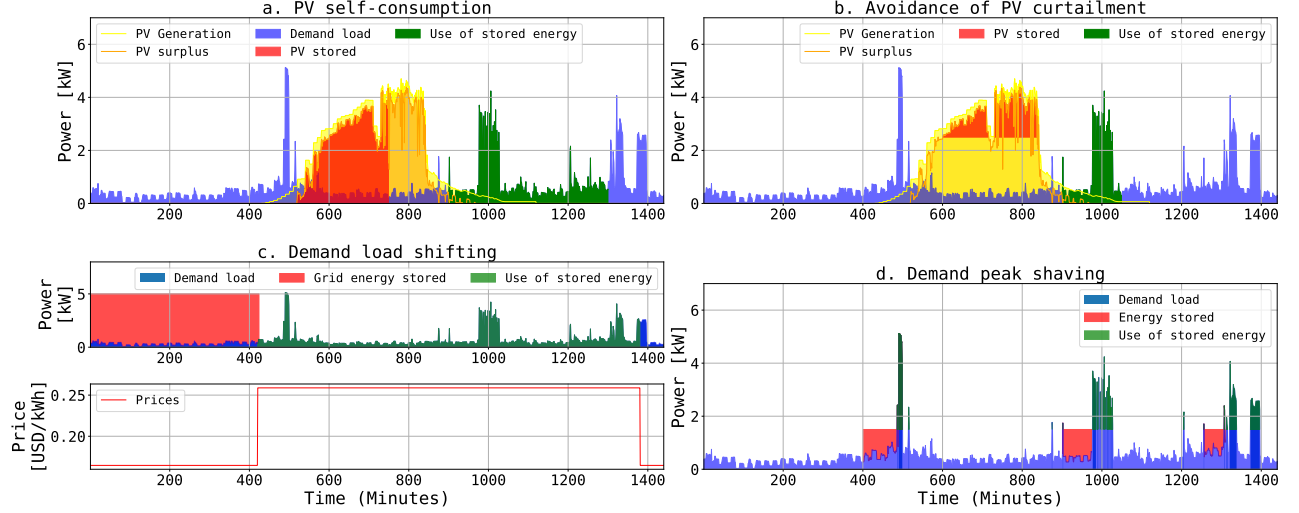 a. PV self-consumption
Power [kW]
6
4
2
0
PV Generation
Demand load
Use of stored energy
PV surplus
PV stored
200
400
600
800
1000
1200
1400
b. Avoidance of PV curtailment
Power [kW]
6
4
2
0
PV Generation
PV stored
Use of stored energy
PV surplus
200
400
600
800
1000
1200
1400
c. Demand load shifting
Power
[kW]
5
0
Demand load
Grid energy stored
Use of stored energy
200
400
600
800
1000
1200
1400
Price
[USD/kWh]
0.25
0.20
Prices
200
400
600
800
1000
1200
1400
Time (Minutes)
d. Demand peak shaving
Power [kW]
6
4
2
0
Demand load
Energy stored
Use of stored energy
200
400
600
800
1000
1200
1400
Time (Minutes)